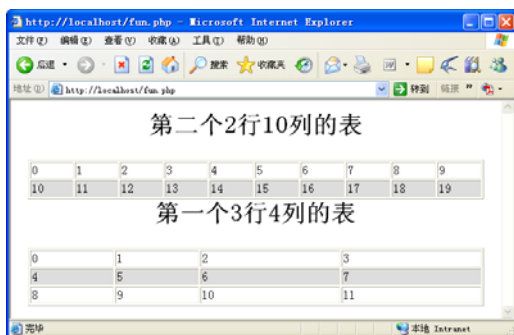 http://localhost/fun.php - Microsoft Internet Explorer
文件(F) 编辑(E) 查看(V) 收藏(A) 工具(T) 帮助(H)
后退 搜索 收藏夹
地址(D) http://localhost/fun.php 转到 链接 »
第二个2行10列的表
0 1 2 3 4 5 6 7 8 9
10 11 12 13 14 15 16 17 18 19
第一个3行4列的表
0 1 2 3
4 5 6 7
8 9 10 11
完毕 本地 Intranet